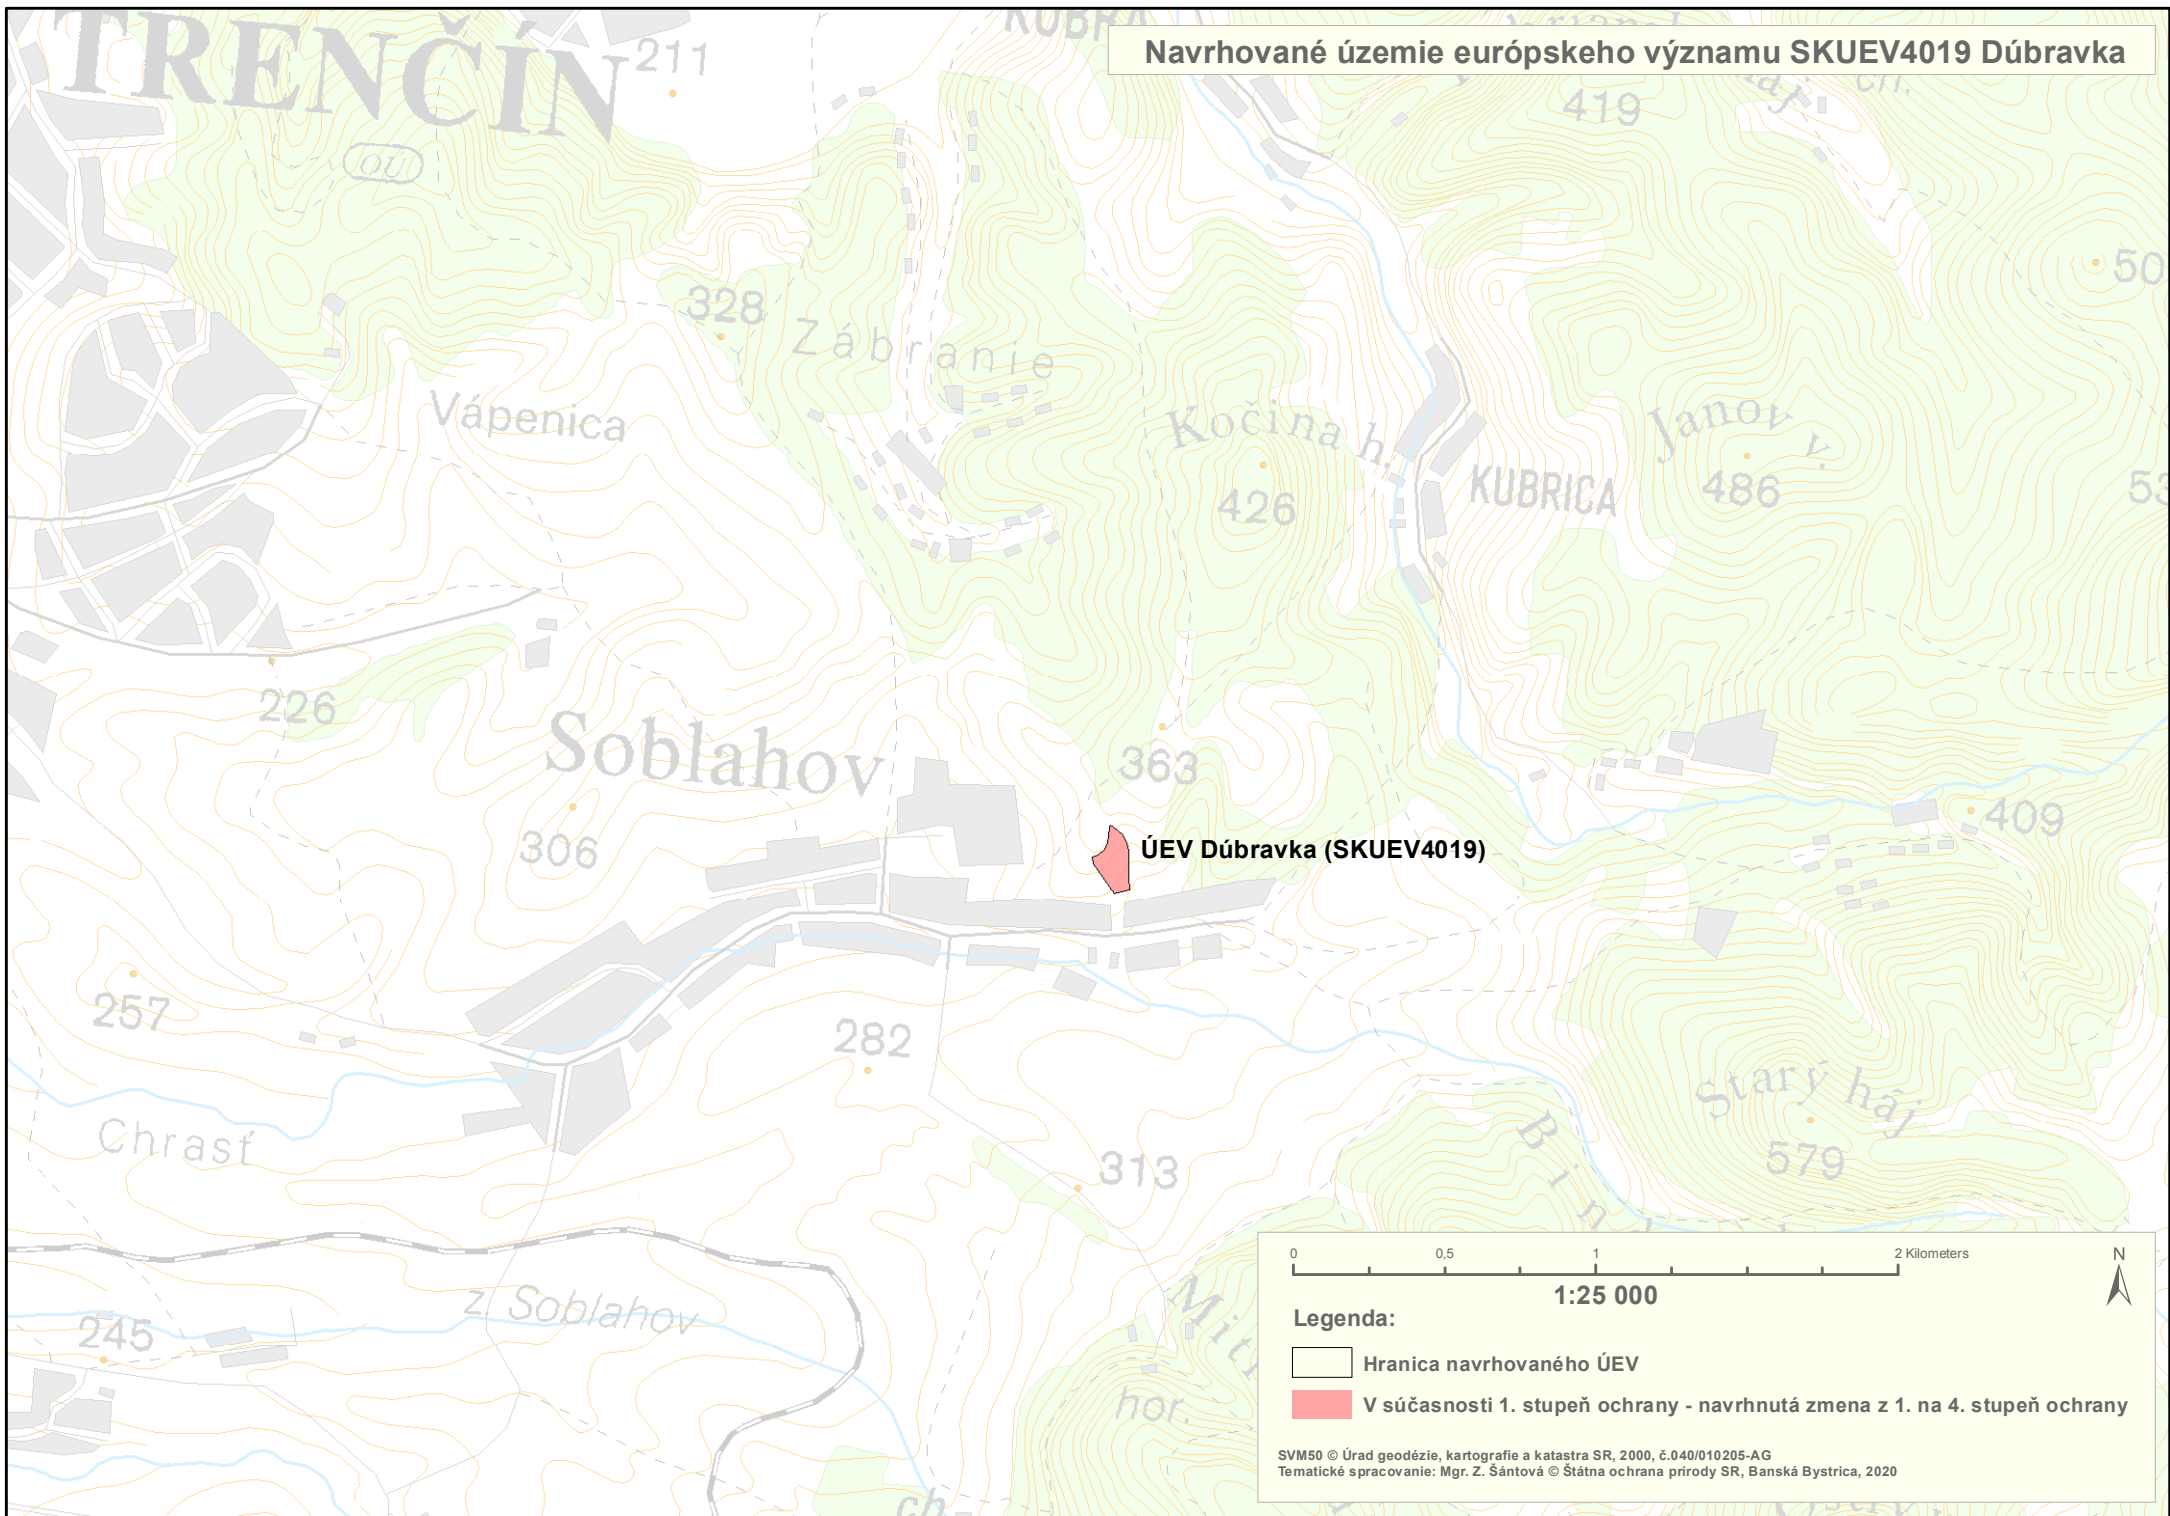 TRENČÍN
OU
211
KUBRA
Navrhované územie európskeho významu SKUEV4019 Dúbravka
419
ch.
50
328
Zábranie
Vápenica
Kočina h.
426
KUBRICA
Janov v.
486
53
226
Soblahov
363
306
ÚEV Dúbravka (SKUEV4019)
409
257
282
Starý háj
579
Chrasť
313
z. Soblahov
245
hor.
ch
0 0,5 1 2 Kilometers
N
1:25 000
Legenda:
Hranica navrhovaného ÚEV
V súčasnosti 1. stupeň ochrany - navrhnutá zmena z 1. na 4. stupeň ochrany
SVM50 © Úrad geodézie, kartografie a katastra SR, 2000, č.040/010205-AG
Tematické spracovanie: Mgr. Z. Šántová © Štátna ochrana prírody SR, Banská Bystrica, 2020